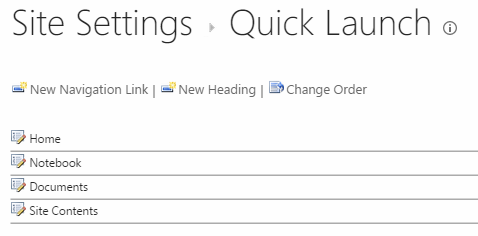 Site Settings ▸ Quick Launch
New Navigation Link | New Heading | Change Order
Home
Notebook
Documents
Site Contents